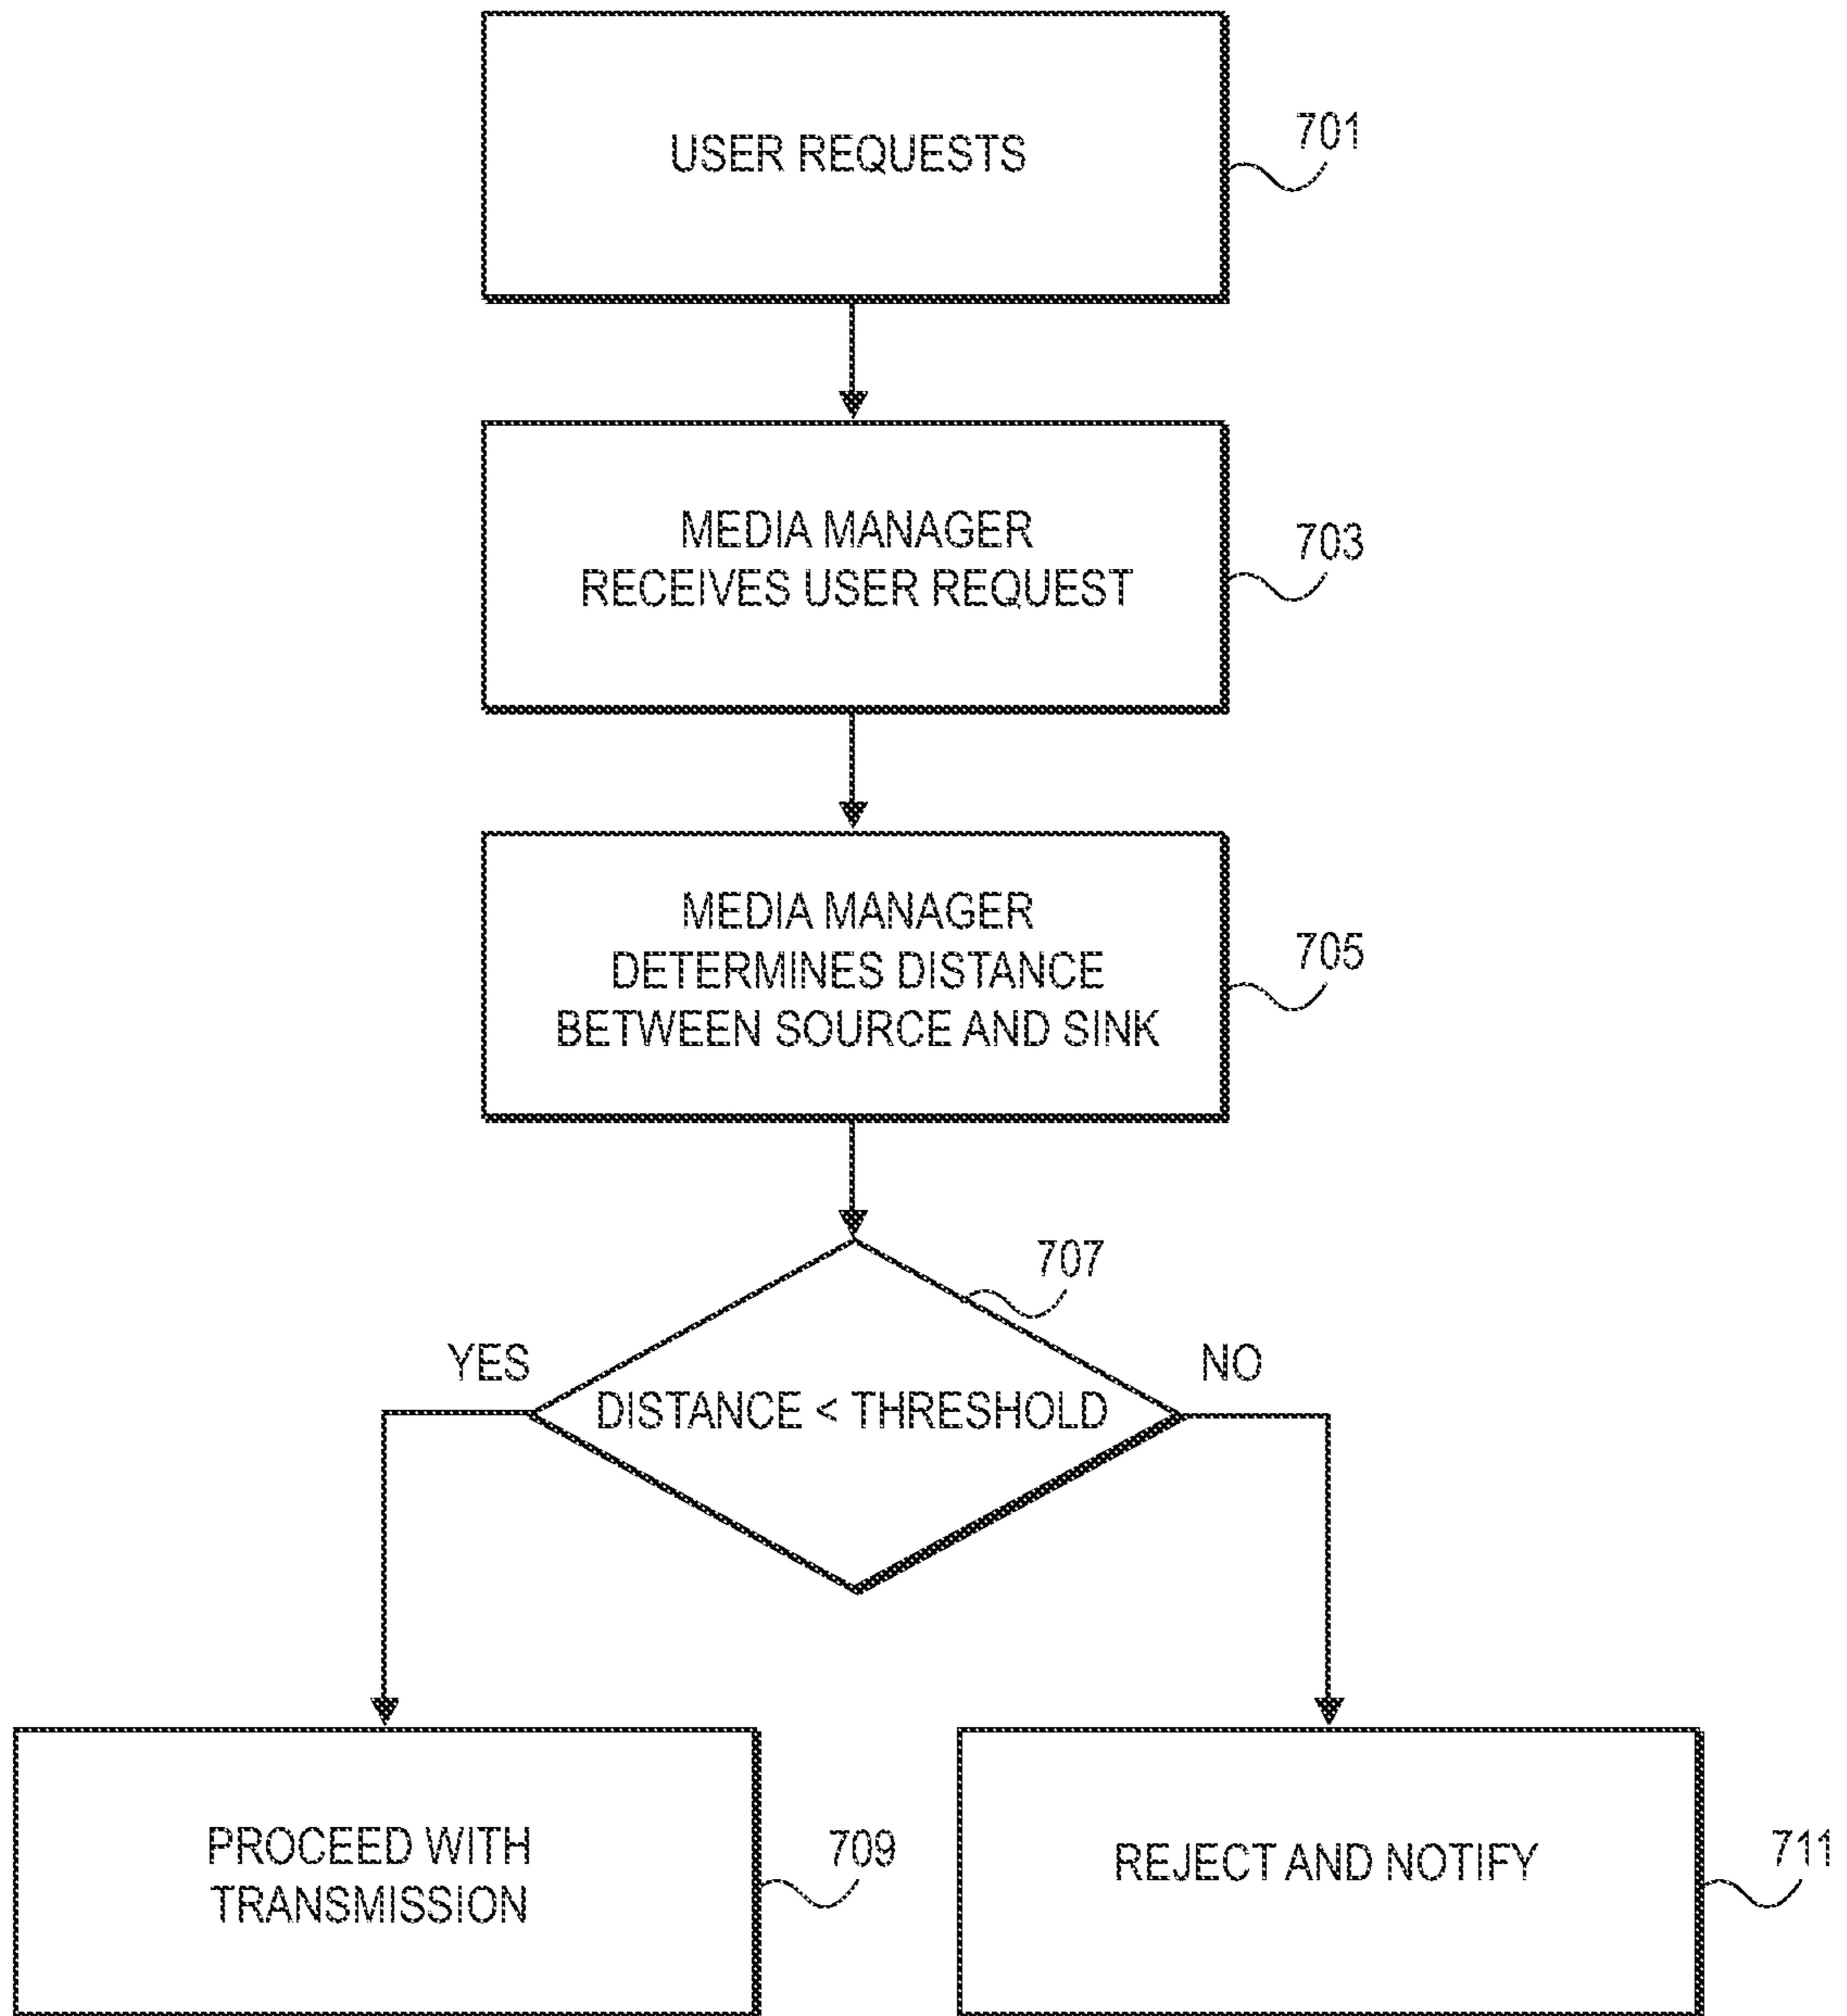 USER REQUESTS
701
MEDIA MANAGER
RECEIVES USER REQUEST
703
MEDIA MANAGER
DETERMINES DISTANCE
BETWEEN SOURCE AND SINK
705
707
YES
NO
DISTANCE < THRESHOLD
PROCEED WITH
TRANSMISSION
709
REJECT AND NOTIFY
711